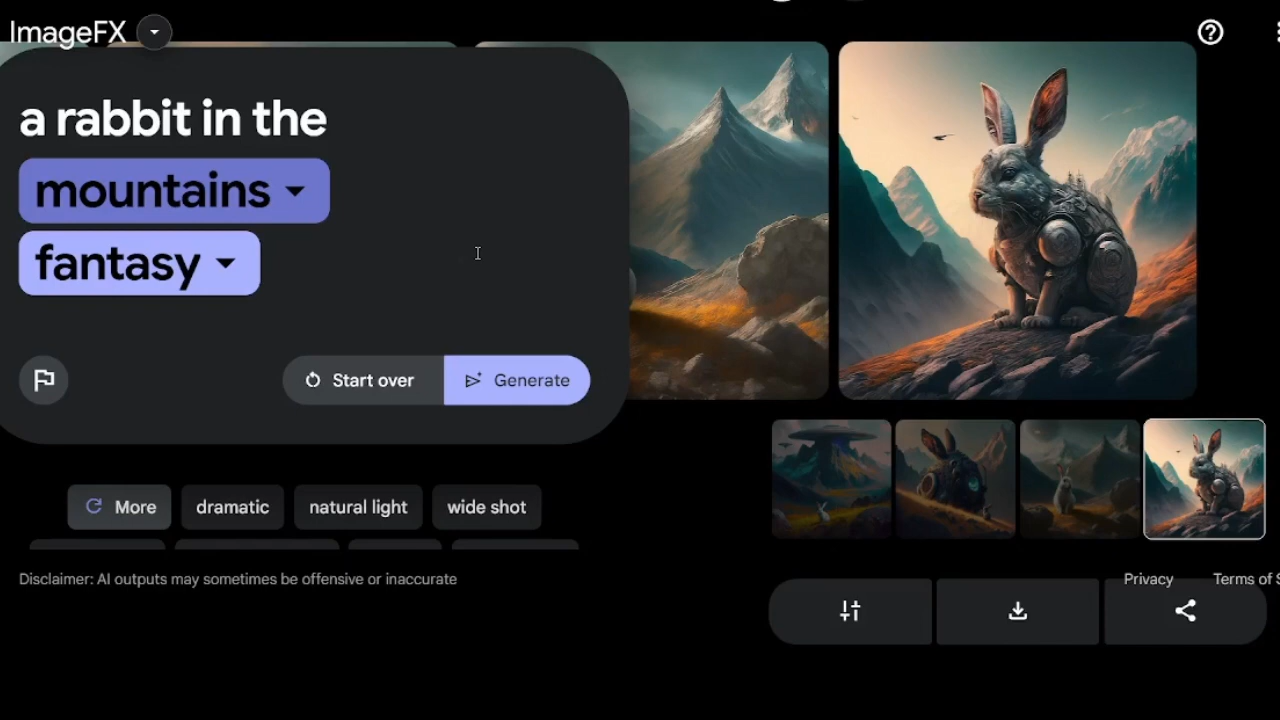 ImageFX
a rabbit in the
mountains
fantasy
Start over
Generate
More
dramatic
natural light
wide shot
Disclaimer: AI outputs may sometimes be offensive or inaccurate
Privacy
Terms of